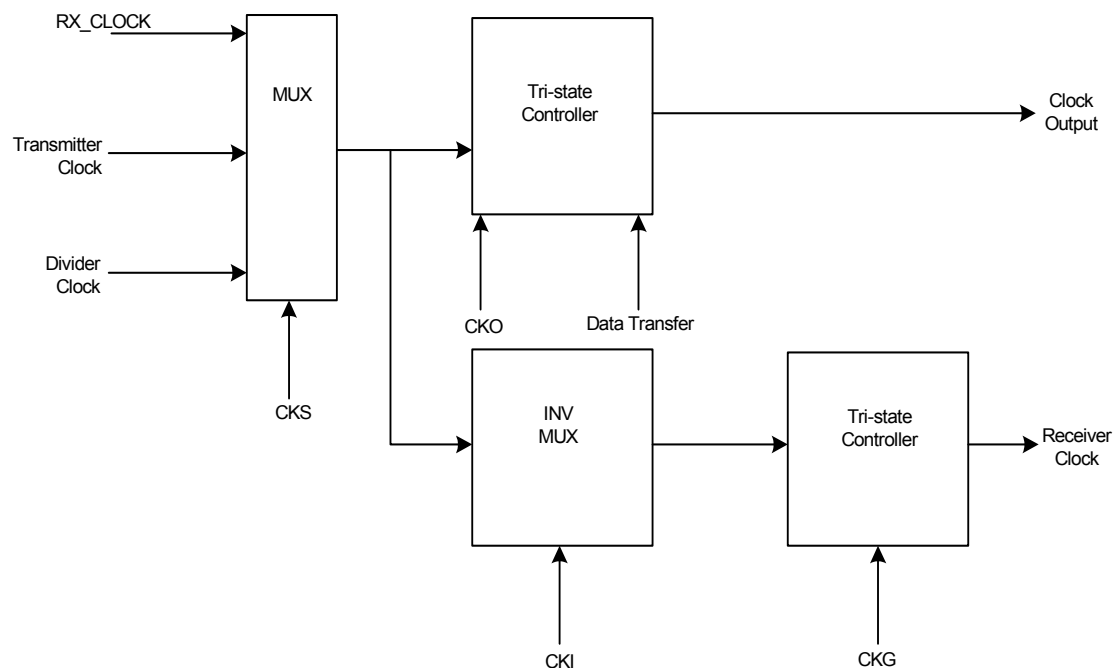 RX_CLOCK
MUX
Tri-state
Controller
Clock
Output
Transmitter
Clock
Divider
Clock
CKO
Data Transfer
CKS
INV
MUX
Tri-state
Controller
Receiver
Clock
CKI
CKG